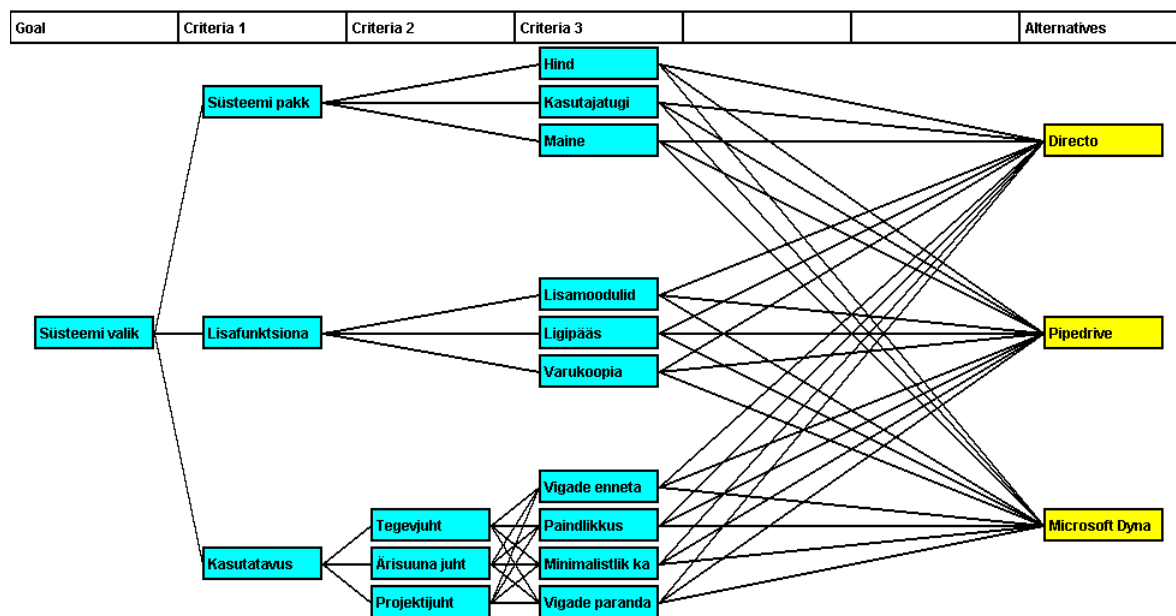 Goal
Criteria 1
Criteria 2
Criteria 3
Alternatives
Hind
Süsteemi pakk
Kasutajatugi
Maine
Directo
Lisamoodulid
Süsteemi valik
Lisafunktsiona
Ligipääs
Pipedrive
Varukoopia
Vigade enneta
Tegevjuht
Paindlikkus
Microsoft Dyna
Kasutatavus
Ärisuuna juht
Minimalistlik ka
Projektijuht
Vigade paranda